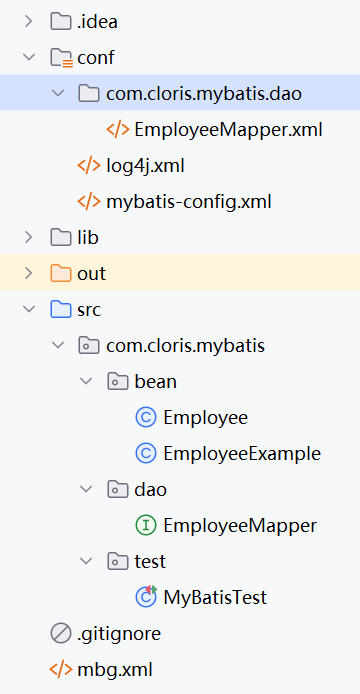 .idea
conf
com.cloris.mybatis.dao
EmployeeMapper.xml
log4j.xml
mybatis-config.xml
lib
out
src
com.cloris.mybatis
bean
Employee
EmployeeExample
dao
EmployeeMapper
test
MyBatisTest
.gitignore
mbg.xml